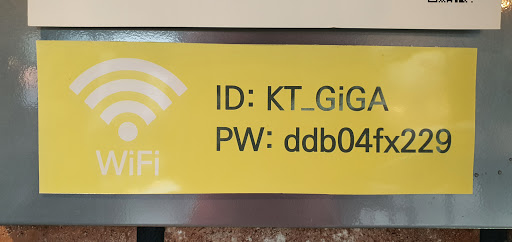 ID: KT_GiGA
PW: ddb04fx229
WiFi